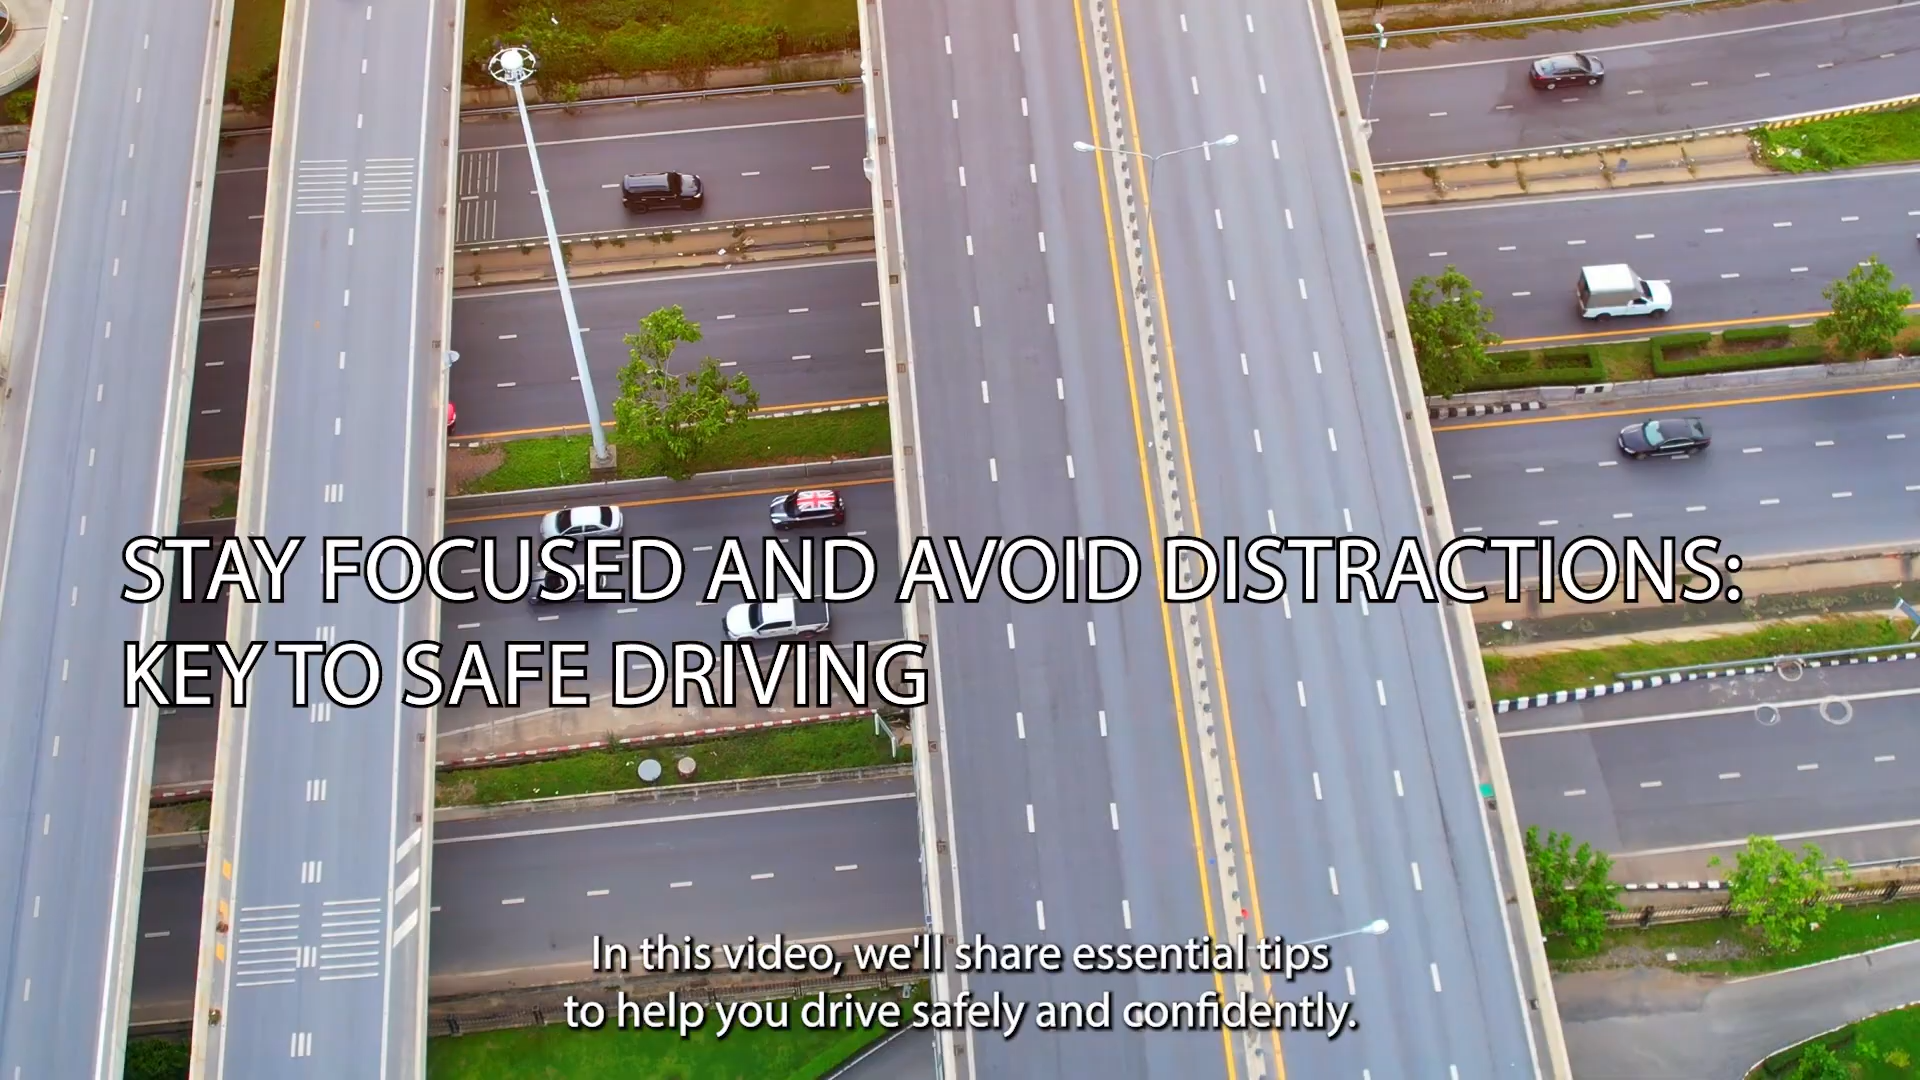 STAY FOCUSED AND AVOID DISTRACTIONS:
KEY TO SAFE DRIVING
In this video, we'll share essential tips
to help you drive safely and confidently.